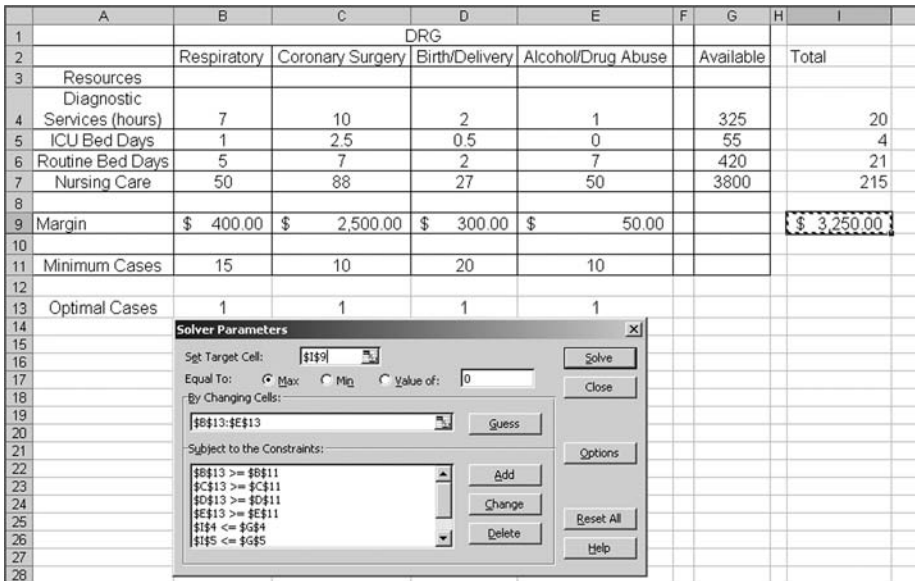 A B C D E F G H I
1 DRG
2 Respiratory Coronary Surgery Birth/Delivery Alcohol/Drug Abuse Available Total
3 Resources
Diagnostic
4 Services (hours) 7 10 2 1 325 20
5 ICU Bed Days 1 2.5 0.5 0 55 4
6 Routine Bed Days 5 7 2 7 420 21
7 Nursing Care 50 88 27 50 3800 215
8
9 Margin $ 400.00 $ 2,500.00 $ 300.00 $ 50.00 $ 3,250.00
10
11 Minimum Cases 15 10 20 10
12
13 Optimal Cases 1 1 1 1
14 Solver Parameters
15
16 Set Target Cell: $I$9 Solve
17 Equal To: Max Min Value of: 0 Close
18 By Changing Cells:
19 $B$13:$E$13 Guess
20
21 Subject to the Constraints: Options
22 $B$13 >= $B$11 Add
23 $C$13 >= $C$11
24 $D$13 >= $D$11 Change
25 $E$13 >= $E$11 Reset All
26 $I$4 <= $G$4 Delete
27 $I$5 <= $G$5 Help
28